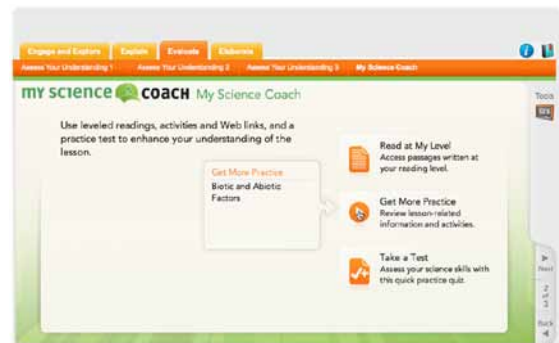 Engage and Explore Explain Evaluate Elaborate
Assess Your Understanding 1 Assess Your Understanding 2 Assess Your Understanding 3 My Science Coach
my science COACH My Science Coach
Tools
Use leveled readings, activities and Web links, and a
practice test to enhance your understanding of the
lesson.
Get More Practice
Biotic and Abiotic
Factors
Read at My Level
Access passages written at
your reading level.
Get More Practice
Review lesson-related
information and activities.
Take a Test
Assess your science skills with
this quick practice quiz.
Next
2
of
3
Back